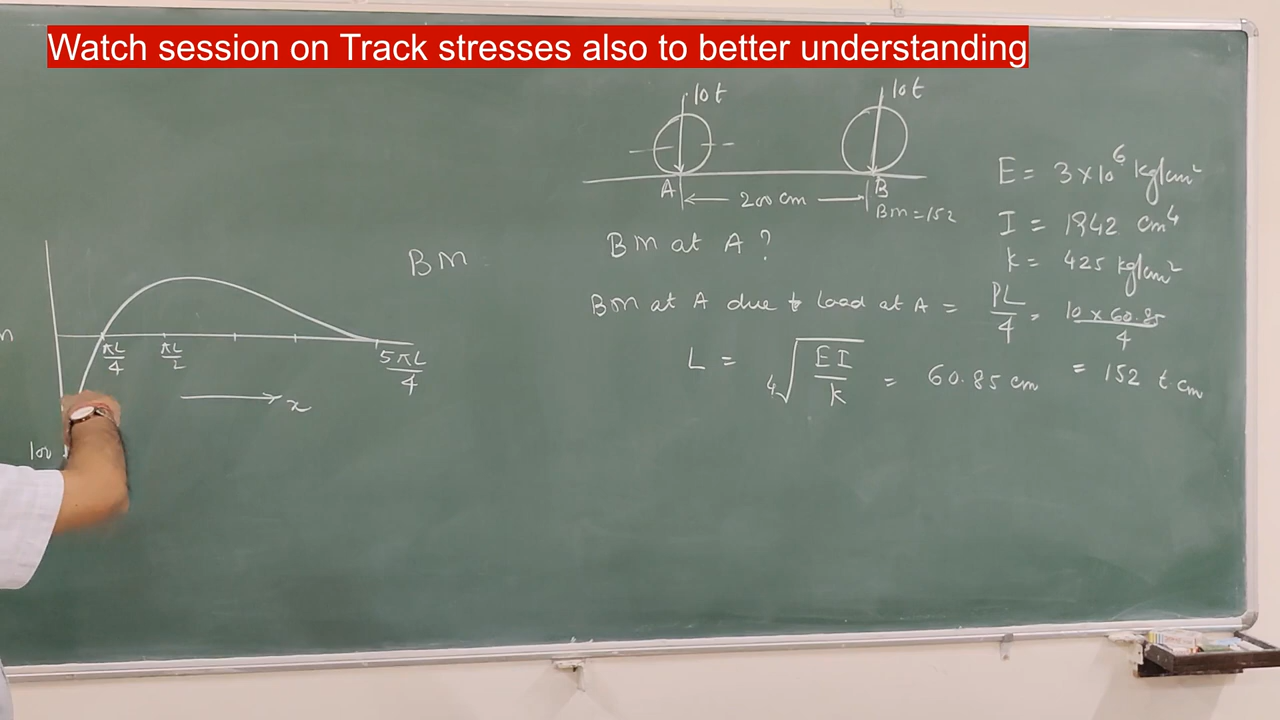 Watch session on Track stresses also to better understanding
10t 10t
A B
200 cm
BM = 152
E = 3×10⁶ kg/cm²
I = 1942 cm⁴
k = 425 kg/cm²
BM at A ?
BM at A due to Load at A = PL/4 = 10 × 60.85/4
= 152 t.cm
L = ⁴√(EI/k) = 60.85 cm
BM
πL/4 πL/2 5πL/4
x
100